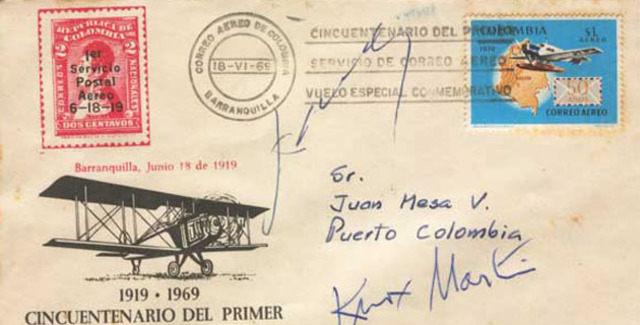 REPUBLICA DE
COLOMBIA
2 2
1er
Servicio
Postal
Aereo
6-18-19
CORREOS NACIONALES
DOS CENTAVOS
CORREO AEREO DE COLOMBIA
18-VI-69
BARRANQUILLA
CINCUENTENARIO DEL PRIMER
SERVICIO DE CORREO AEREO
VUELO ESPECIAL CONMEMORATIVO
COLOMBIA $1
AEREO
50
CORREO AEREO
Barranquilla, Junio 18 de 1919
Sr.
Juan Mesa V.
Puerto Colombia
Knox Martin
1919 • 1969
CINCUENTENARIO DEL PRIMER